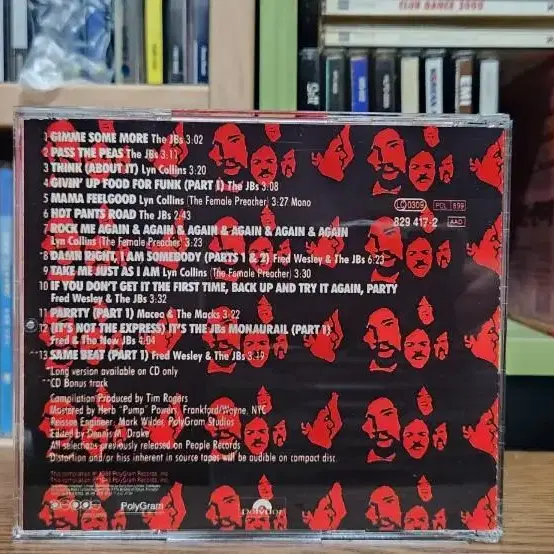 CLUB DANCE 2000
1 GIMME SOME MORE The JBs 3:02
2 PASS THE PEAS The JBs 3:11
3 THINK (ABOUT IT) Lyn Collins 3:20
4 GIVIN' UP FOOD FOR FUNK (PART 1) The JBs 3:08
5 MAMA FEELGOOD Lyn Collins (The Female Preacher) 3:27 Mono
6 HOT PANTS ROAD The JBs 2:43
7 ROCK ME AGAIN & AGAIN & AGAIN & AGAIN & AGAIN & AGAIN
Lyn Collins (The Female Preacher) 3:23
*8 DAMN RIGHT, I AM SOMEBODY (PARTS 1 & 2) Fred Wesley & The JBs 6:23
9 TAKE ME JUST AS I AM Lyn Collins (The Female Preacher) 3:30
10 IF YOU DON'T GET IT THE FIRST TIME, BACK UP AND TRY IT AGAIN, PARTY
Fred Wesley & The JBs 3:32
11 PARRTY (PART 1) Maceo & The Macks 3:22
12 (IT'S NOT THE EXPRESS) IT'S THE JBs MONAURAIL (PART 1)
Fred & The New JBs 4:04
**13 SAME BEAT (PART 1) Fred Wesley & The JBs 3:19
*Long version available on CD only
**CD Bonus track
Compilation Produced by Tim Rogers
Mastered by Herb "Pump" Powers, Frankford/Wayne, NYC
Reissue Engineer: Mark Wilder, PolyGram Studios
Edited by Dennis M. Drake
All selections previously released on People Records
Distortion and/or hiss inherent in source tapes will be audible on compact disc.
LC 0309
POL 899
829 417-2
AAD
PolyGram
polydor